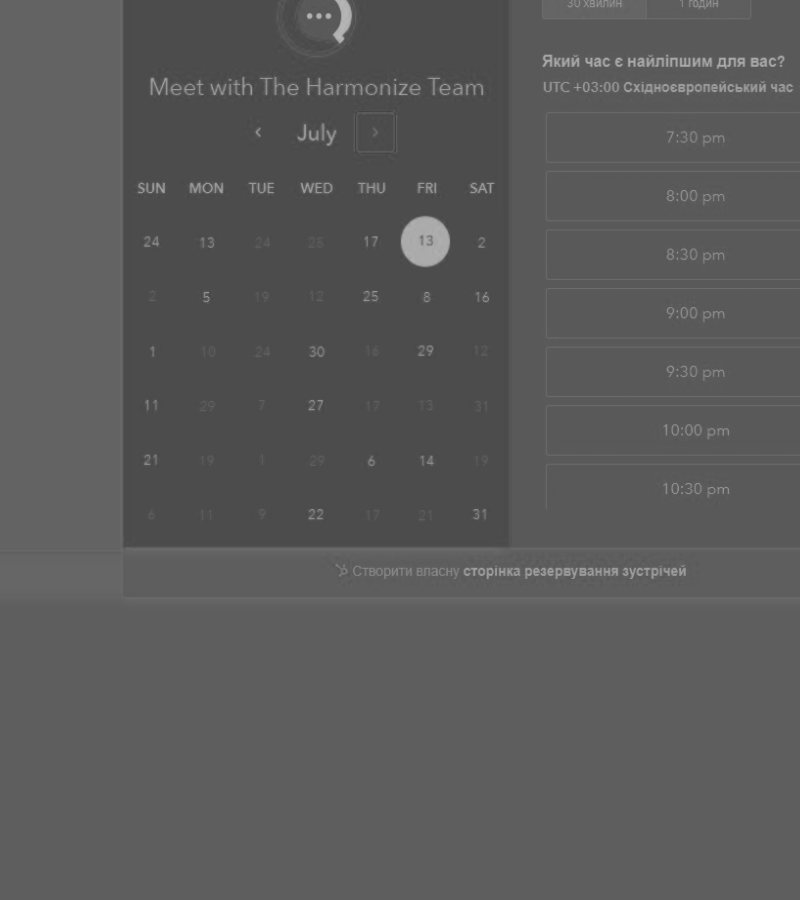 30 хвилин.
1 годин
Meet with The Harmonize Team
Який час є найліпшим для вас?
UTC +03:00 Східноєвропейський час
July
SUN MON TUE WED THU FRI SAT
24 13 24 25 17 13 2
2 5 19 12 25 8 16
1 10 24 30 16 29 12
11 29 7 27 17 13 31
21 19 1 29 6 14 19
6 11 9 22 17 21 31
7:30 pm
8:00 pm
8:30 pm
9:00 pm
9:30 pm
10:00 pm
10:30 pm
Створити власну сторінка резервування зустрічей